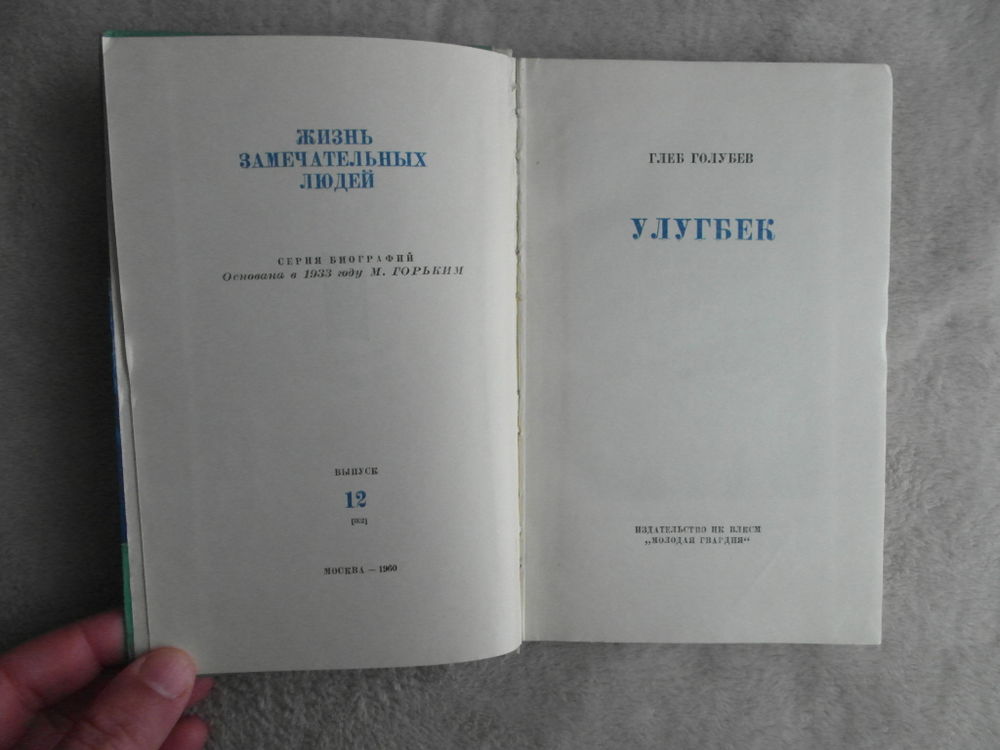 ЖИЗНЬ
ЗАМЕЧАТЕЛЬНЫХ
ЛЮДЕЙ
СЕРИЯ БИОГРАФИЙ
Основана в 1933 году М. ГОРЬКИМ
ВЫПУСК
12
МОСКВА — 1960
ГЛЕБ ГОЛУБЕВ
УЛУГБЕК
ИЗДАТЕЛЬСТВО ЦК ВЛКСМ
„МОЛОДАЯ ГВАРДИЯ“